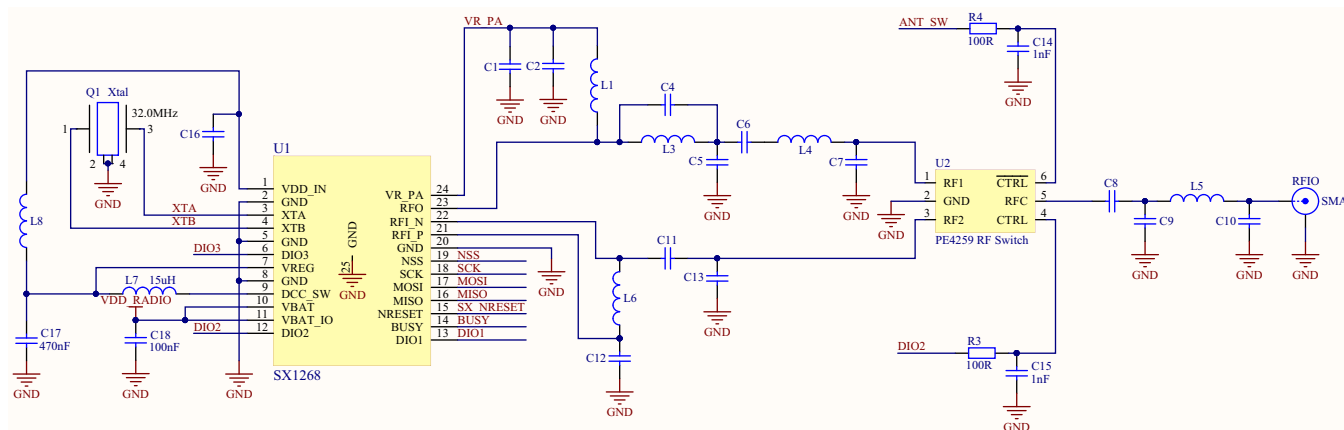 VR_PA
ANT_SW
R4
100R
C14
1nF
GND
C1
C2
GND
GND
L1
C4
L3
C6
L4
C5
GND
C7
GND
Q1 Xtal
32.0MHz
1
3
2
4
GND
C16
GND
L8
U1
1
VDD_IN
2
GND
3
XTA
4
XTB
5
GND
6
DIO3
7
VREG
8
GND
9
DCC_SW
10
VBAT
11
VBAT_IO
12
DIO2
25
GND
GND
VR_PA
24
RFO
23
RFI_N
22
RFI_P
21
GND
20
NSS
19
NSS
SCK
18
SCK
MOSI
17
MOSI
MISO
16
MISO
NRESET
15
SX_NRESET
BUSY
14
BUSY
DIO1
13
DIO1
SX1268
XTA
XTB
DIO3
L7 15uH
VDD_RADIO
DIO2
C17
470nF
GND
C18
100nF
GND
GND
GND
C11
C13
GND
L6
C12
GND
U2
1
RF1
CTRL
6
2
GND
RFC
5
3
RF2
CTRL
4
PE4259 RF Switch
GND
C8
C9
GND
L5
C10
GND
RFIO
SMA
GND
DIO2
R3
100R
C15
1nF
GND